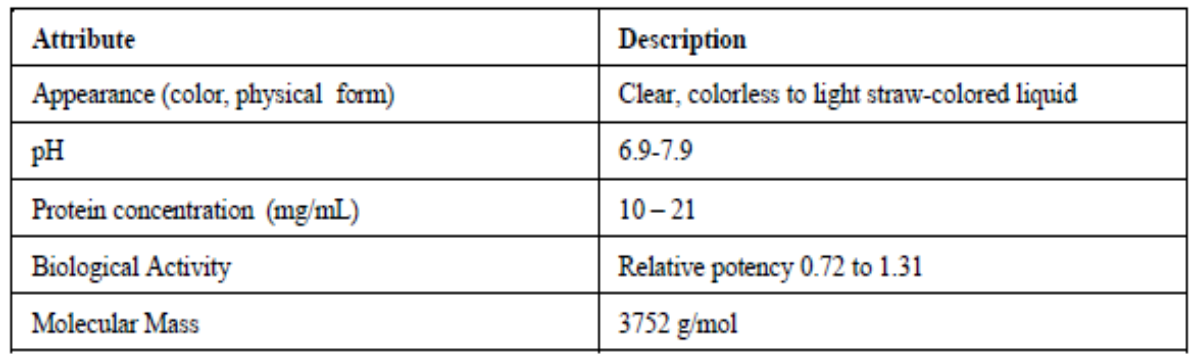 Attribute Description
Appearance (color, physical form) Clear, colorless to light straw-colored liquid
pH 6.9-7.9
Protein concentration (mg/mL) 10 – 21
Biological Activity Relative potency 0.72 to 1.31
Molecular Mass 3752 g/mol